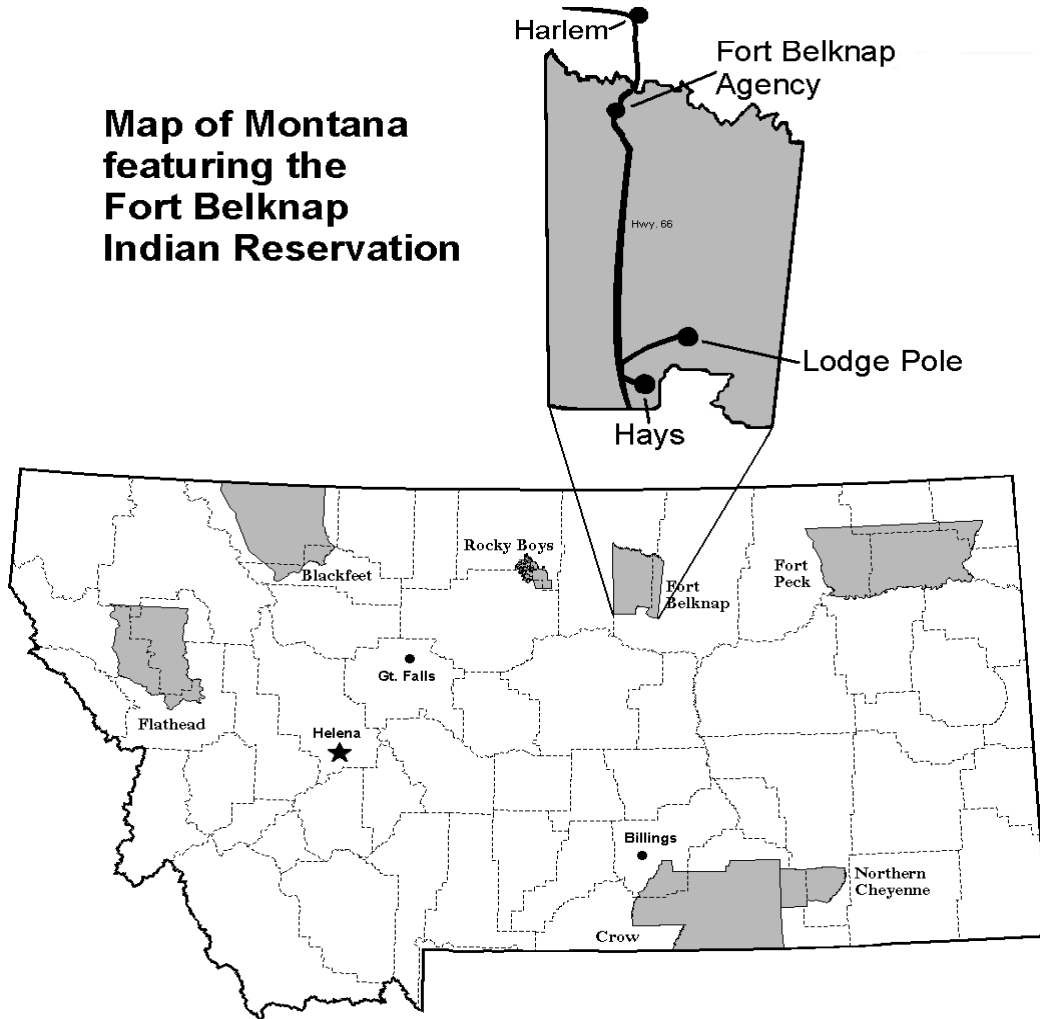 Harlem
Fort Belknap
Agency
Map of Montana
featuring the
Fort Belknap
Indian Reservation
Hwy. 66
Lodge Pole
Hays
Rocky Boys
Blackfeet
Fort
Belknap
Fort
Peck
Gt. Falls
Flathead
Helena
Billings
Northern
Cheyenne
Crow